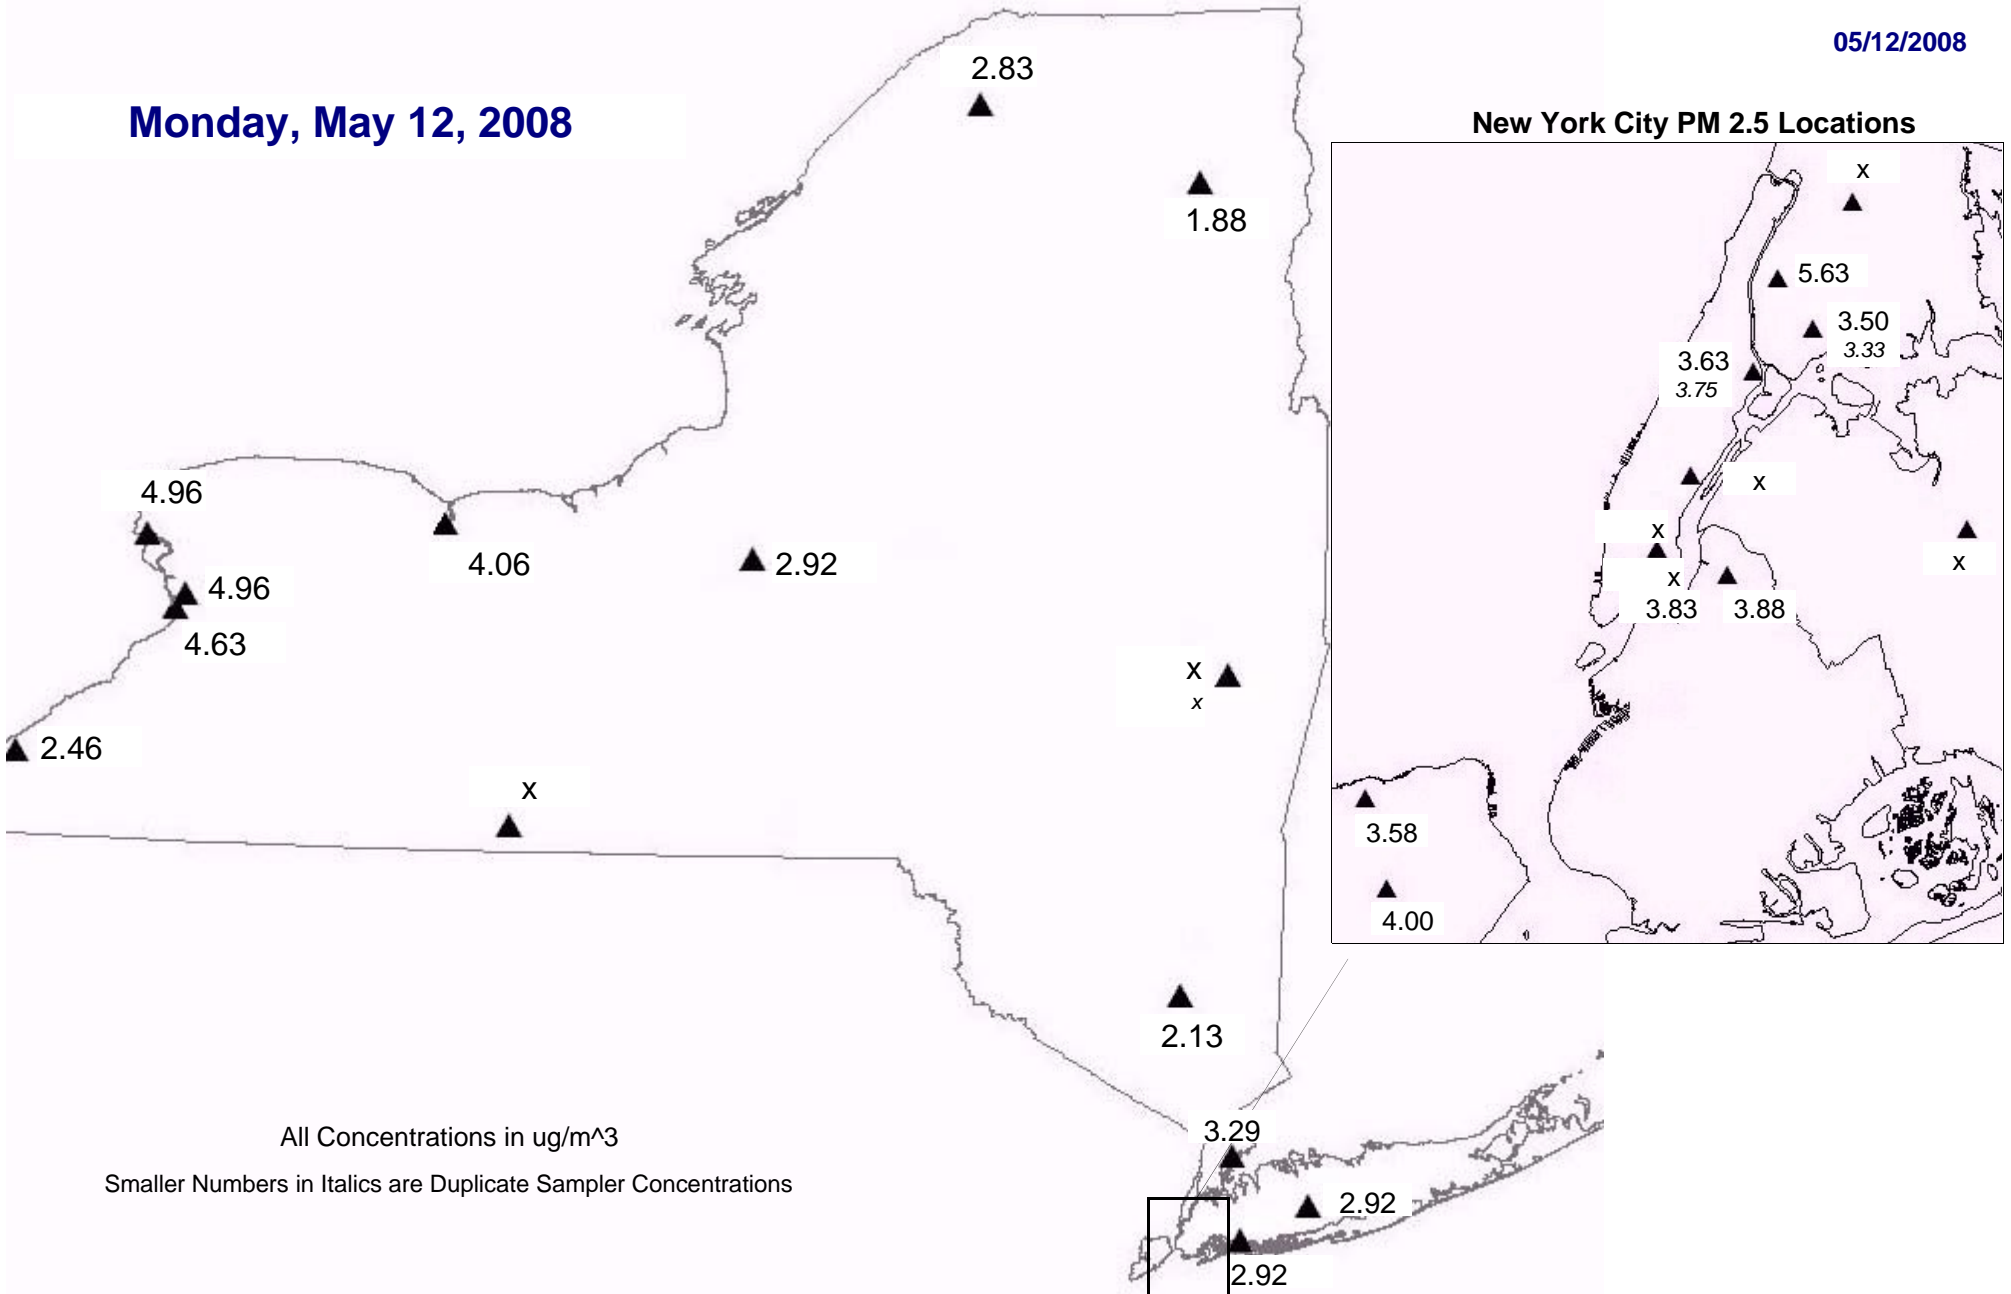 05/12/2008
Monday, May 12, 2008
2.83
1.88
4.96
4.96
4.63
4.06
2.92
2.46
x
x
x
2.13
3.29
2.92
2.92
All Concentrations in ug/m^3
Smaller Numbers in Italics are Duplicate Sampler Concentrations
New York City PM 2.5 Locations
x
5.63
3.50
3.33
3.63
3.75
x
x
x
x
3.83
3.88
3.58
4.00